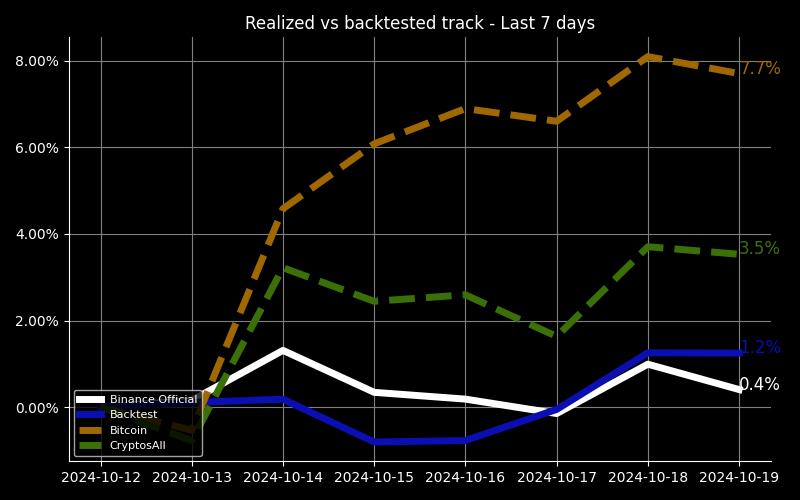 Realized vs backtested track - Last 7 days
8.00%
7.7%
6.00%
4.00%
3.5%
2.00%
1.2%
0.4%
0.00%
Binance Official
Backtest
Bitcoin
CryptosAll
2024-10-12 2024-10-13 2024-10-14 2024-10-15 2024-10-16 2024-10-17 2024-10-18 2024-10-19